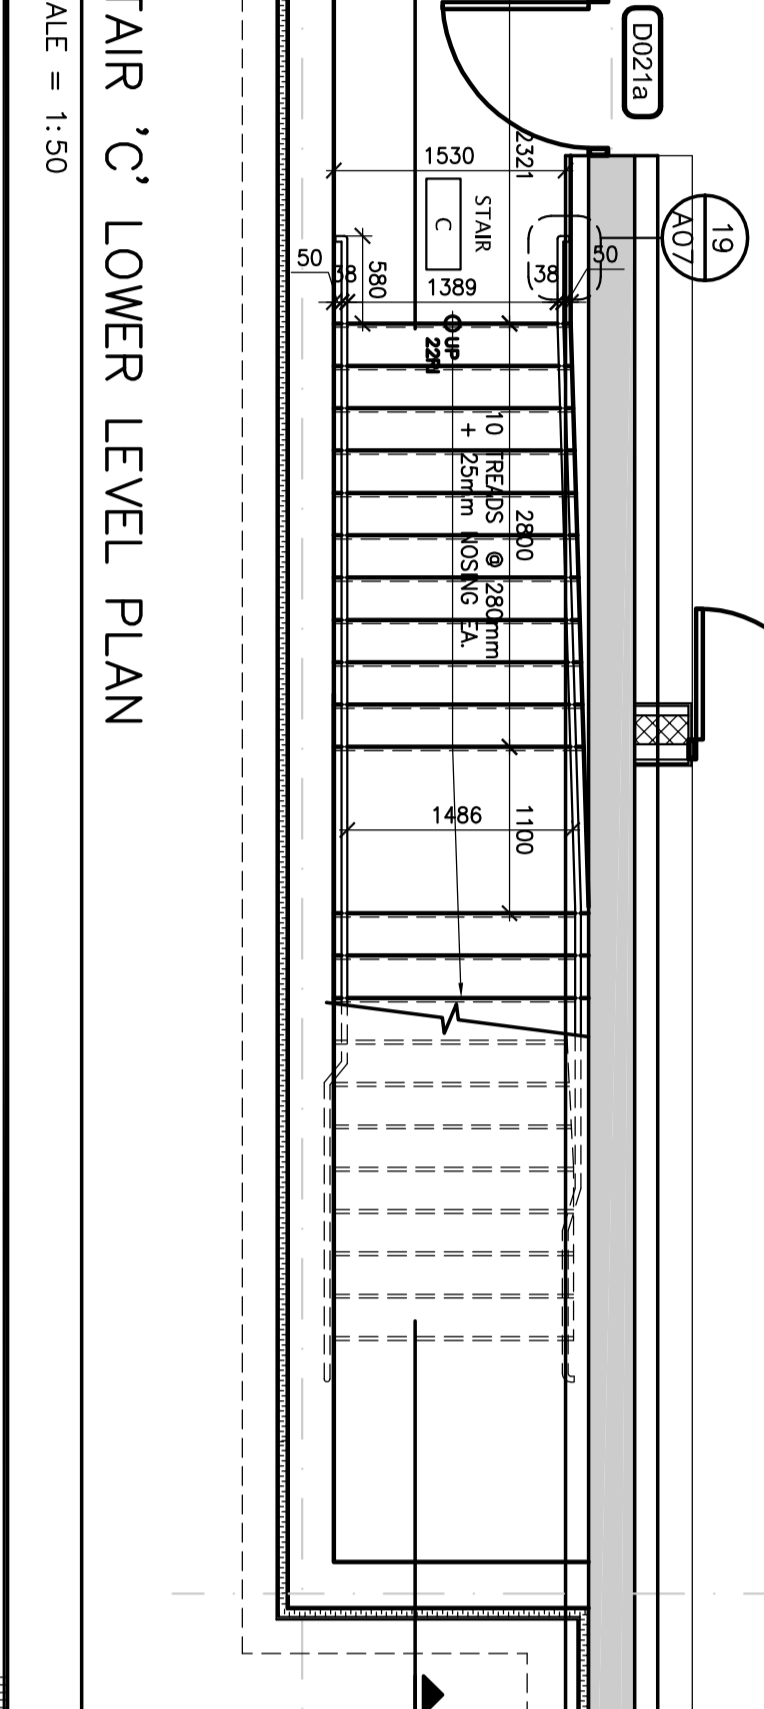 D021a
19
A07
2321
1530
STAIR
C
50
38
580
38
50
1389
UP
22R
10 TREADS @ 280mm
+ 25mm NOSING EA.
2800
1486
1100
TAIR 'C' LOWER LEVEL PLAN
ALE = 1:50